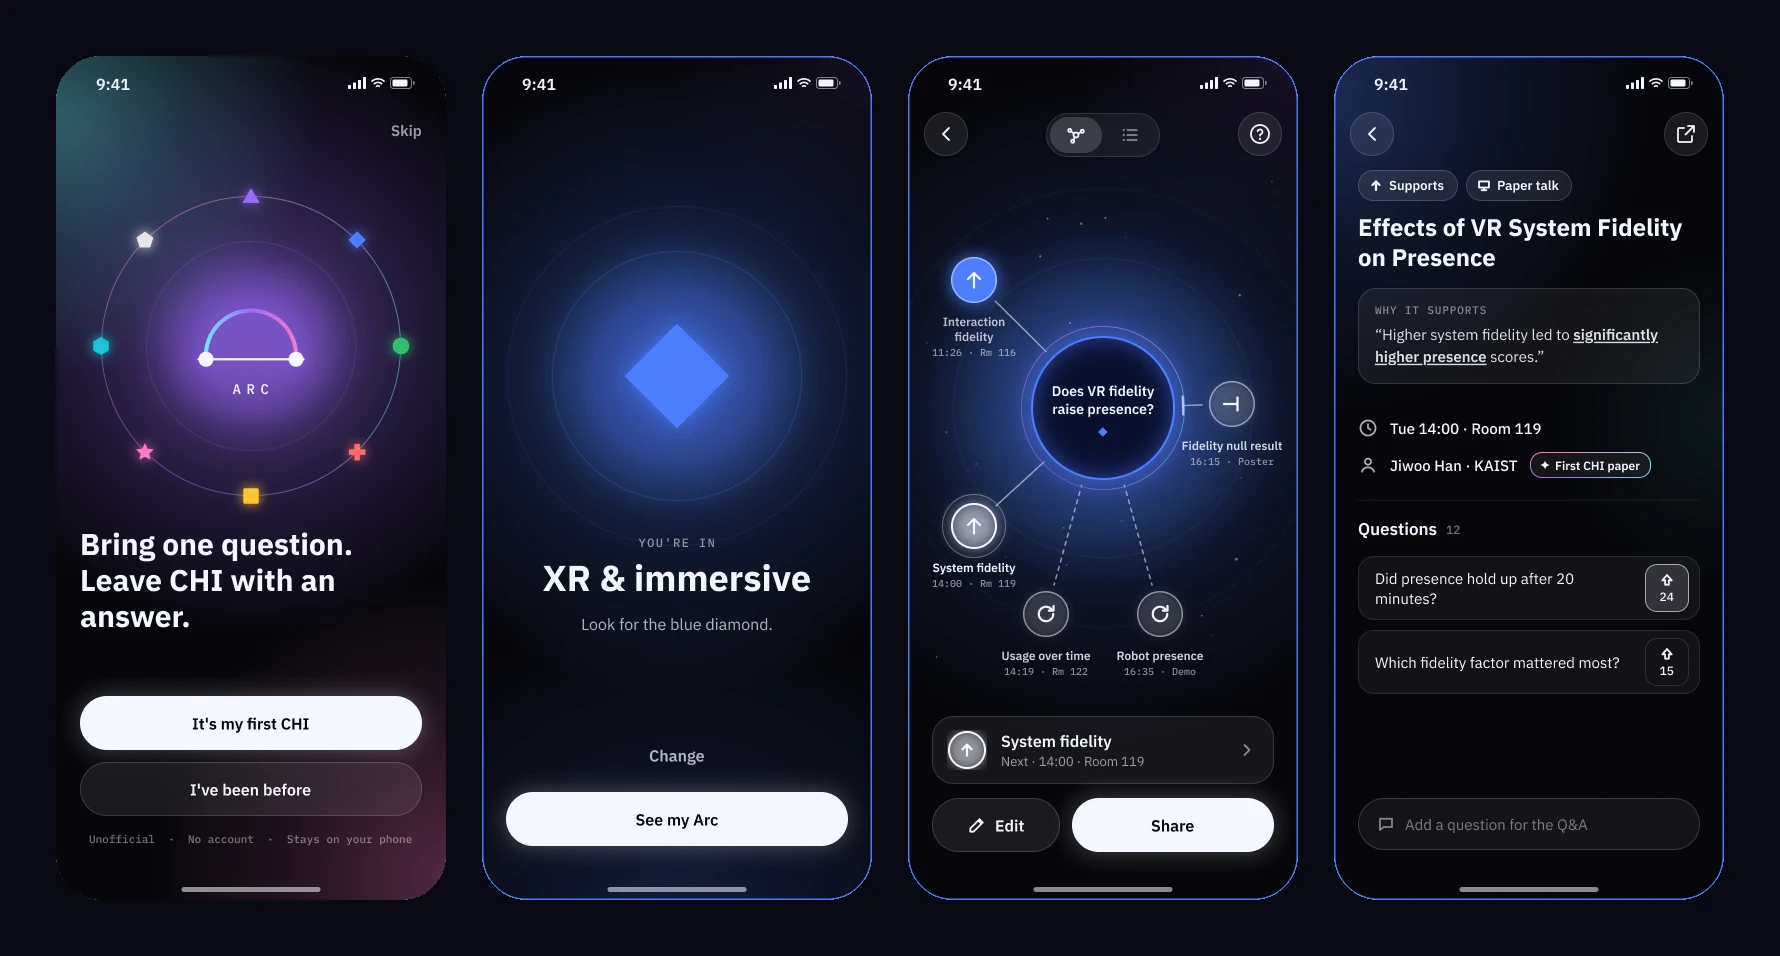 9:41
Skip
ARC
Bring one question.
Leave CHI with an
answer.
It's my first CHI
I've been before
Unofficial · No account · Stays on your phone
9:41
YOU'RE IN
XR & immersive
Look for the blue diamond.
Change
See my Arc
9:41
Interaction
fidelity
11:26 · Rm 116
Does VR fidelity
raise presence?
Fidelity null result
16:15 · Poster
System fidelity
14:00 · Rm 119
Usage over time
14:19 · Rm 122
Robot presence
16:35 · Demo
System fidelity
Next · 14:00 · Room 119
Edit
Share
9:41
Supports
Paper talk
Effects of VR System Fidelity
on Presence
WHY IT SUPPORTS
“Higher system fidelity led to significantly
higher presence scores.”
Tue 14:00 · Room 119
Jiwoo Han · KAIST
First CHI paper
Questions 12
Did presence hold up after 20
minutes?
24
Which fidelity factor mattered most?
15
Add a question for the Q&A